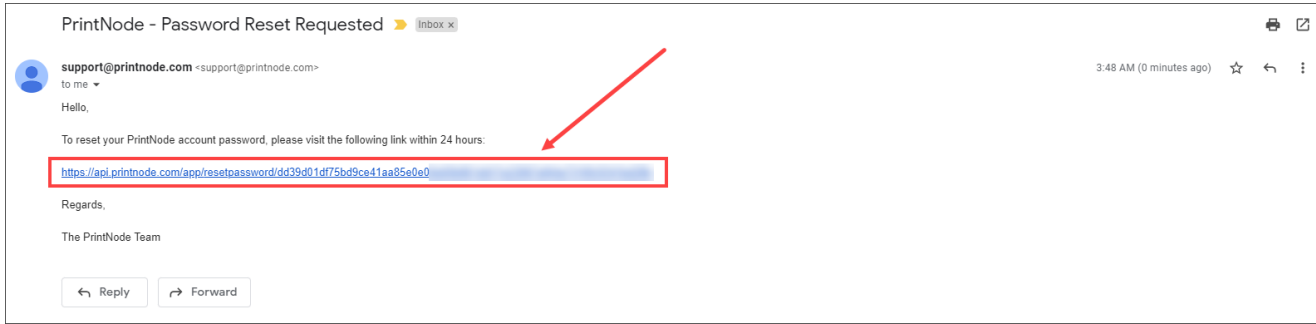 PrintNode - Password Reset Requested Inbox x
support@printnode.com <support@printnode.com> 3:48 AM (0 minutes ago)
to me
Hello,
To reset your PrintNode account password, please visit the following link within 24 hours:
https://api.printnode.com/app/resetpassword/dd39d01df75bd9ce41aa85e0e0
Regards,
The PrintNode Team
Reply Forward